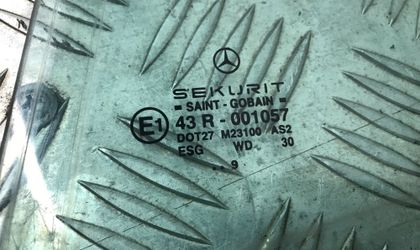 SEKURIT
SAINT-GOBAIN
E1 43 R - 001057
DOT27 M23100 AS2
ESG WD 30
.. 9